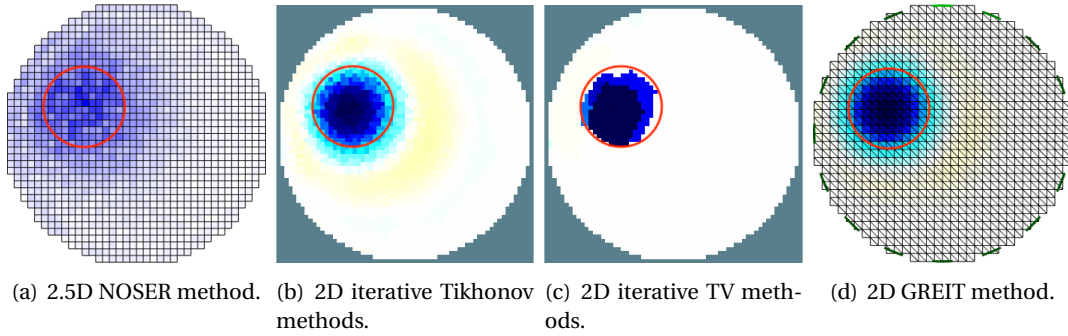 (a) 2.5D NOSER method.
(b) 2D iterative Tikhonov methods.
(c) 2D iterative TV meth-
ods.
(d) 2D GREIT method.